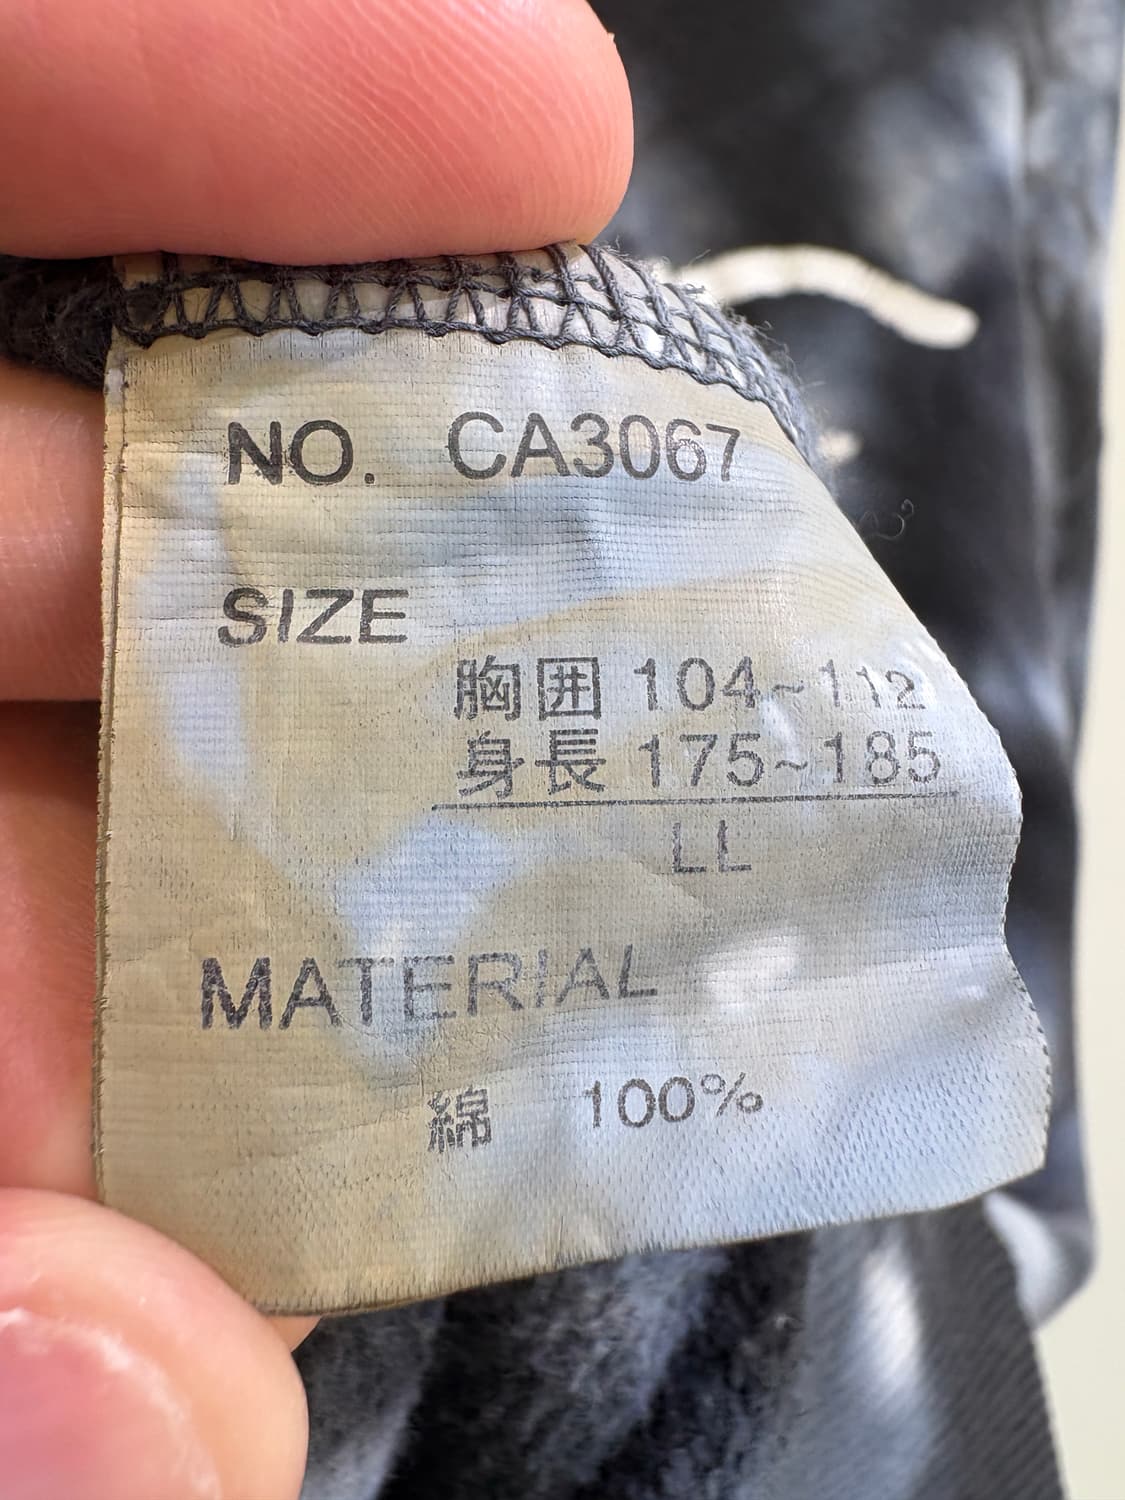 NO. CA3067
SIZE
胸囲 104~112
身長 175~185
LL
MATERIAL
綿 100%